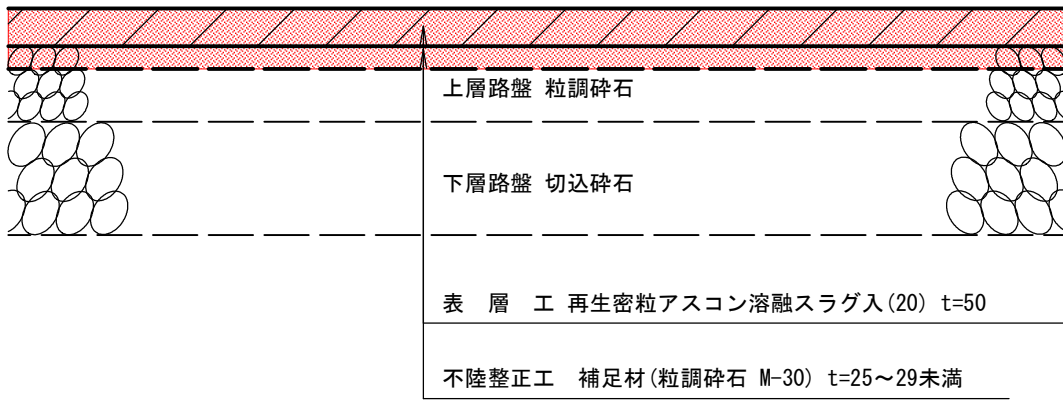 上層路盤 粒調砕石
下層路盤 切込砕石
表　層　工 再生密粒アスコン溶融スラグ入(20) t=50
不陸整正工　補足材(粒調砕石 M-30) t=25～29未満